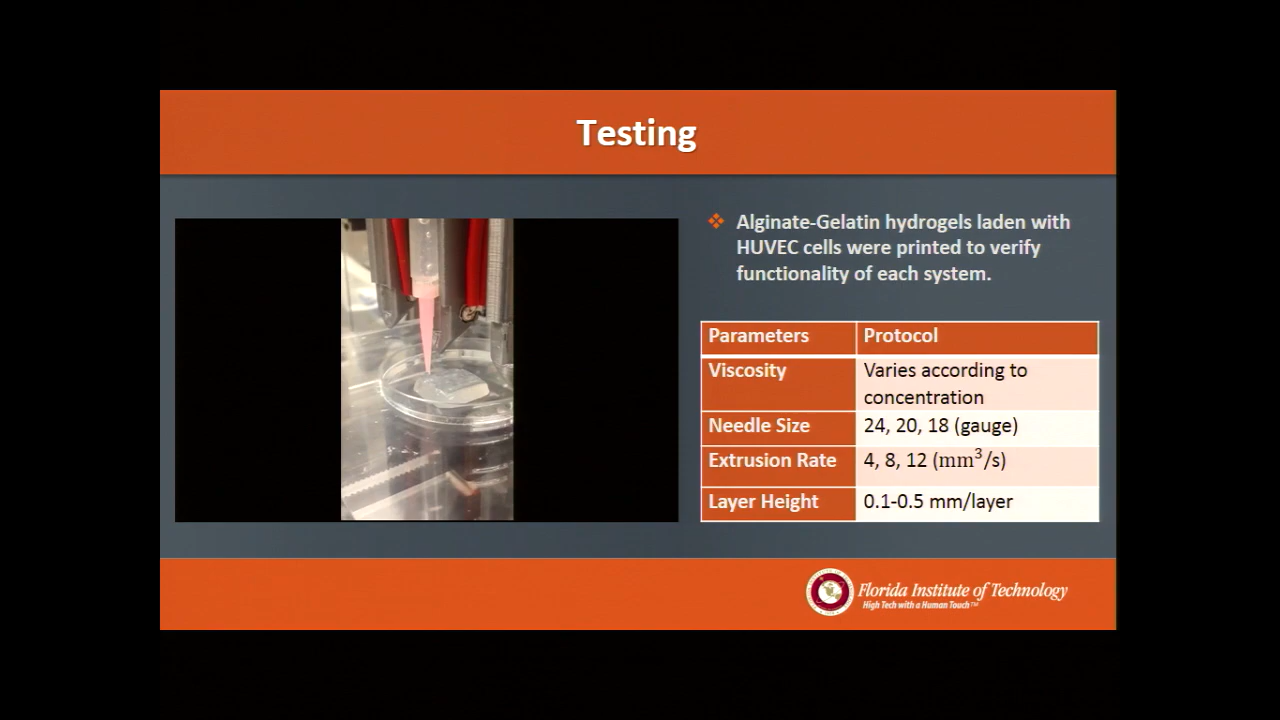 Testing
❖ Alginate-Gelatin hydrogels laden with
HUVEC cells were printed to verify
functionality of each system.
Parameters Protocol
Viscosity Varies according to
concentration
Needle Size 24, 20, 18 (gauge)
Extrusion Rate 4, 8, 12 (mm³/s)
Layer Height 0.1-0.5 mm/layer
Florida Institute of Technology
High Tech with a Human Touch™